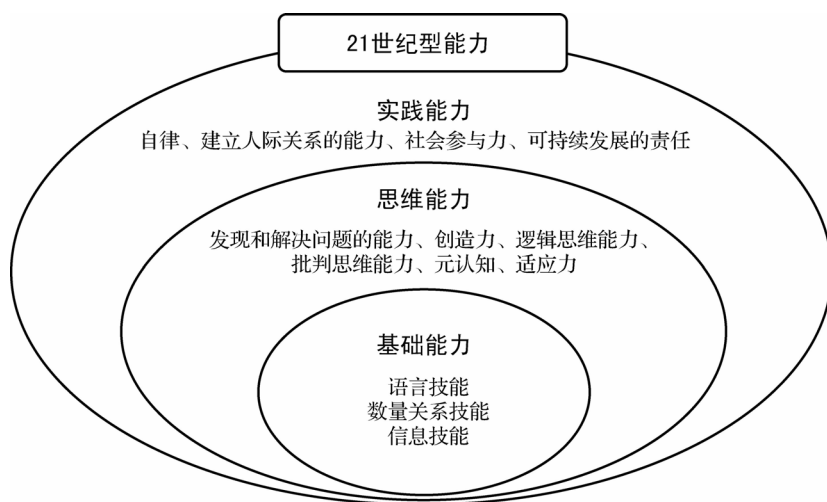 21世纪型能力
实践能力
自律、建立人际关系的能力、社会参与力、可持续发展的责任
思维能力
发现和解决问题的能力、创造力、逻辑思维能力、
批判思维能力、元认知、适应力
基础能力
语言技能
数量关系技能
信息技能